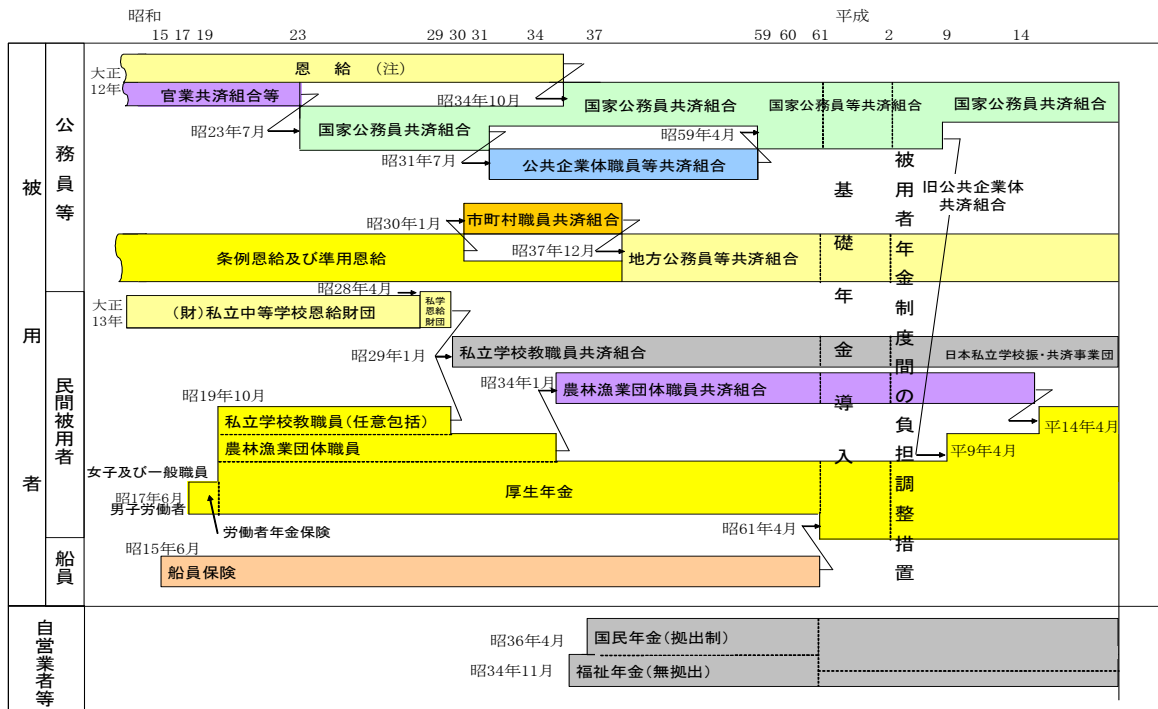 昭和
平成
15 17 19 23 29 30 31 34 37 59 60 61 2 9 14
被用者
公務員等
大正
12年
恩　給　(注)
官業共済組合等
昭34年10月
国家公務員共済組合
国家公務員等共済組合
国家公務員共済組合
昭23年7月
国家公務員共済組合
昭59年4月
昭31年7月
公共企業体職員等共済組合
旧公共企業体
共済組合
昭30年1月
市町村職員共済組合
昭37年12月
条例恩給及び準用恩給
地方公務員等共済組合
基礎年金導入
被用者年金制度間の負担調整措置
民間被用者
昭28年4月
大正
13年
(財)私立中等学校恩給財団
私学
恩給
財団
昭29年1月
私立学校教職員共済組合
日本私立学校振・共済事業団
昭34年1月
農林漁業団体職員共済組合
昭19年10月
私立学校教職員(任意包括)
平14年4月
農林漁業団体職員
平9年4月
女子及び一般職員
昭17年6月
男子労働者
厚生年金
労働者年金保険
昭61年4月
船員
昭15年6月
船員保険
自営業者等
昭36年4月
国民年金(拠出制)
昭34年11月
福祉年金(無拠出)